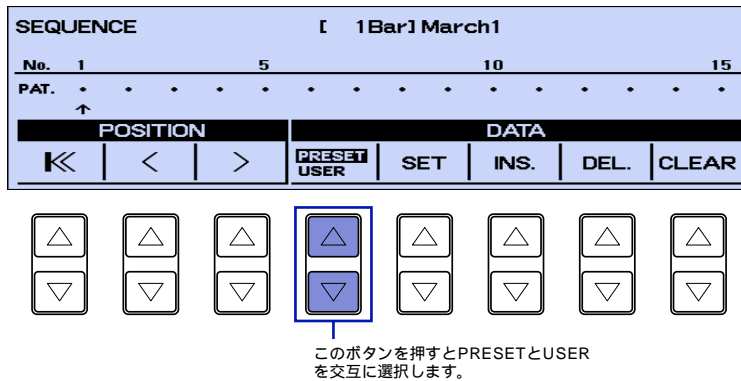 SEQUENCE [ 1Bar] March1
No. 1 5 10 15
PAT. • • • • • • • • • • • • • • •
↑
POSITION DATA
K< < > PRESET SET INS. DEL. CLEAR
USER
このボタンを押すとPRESETとUSER
を交互に選択します。